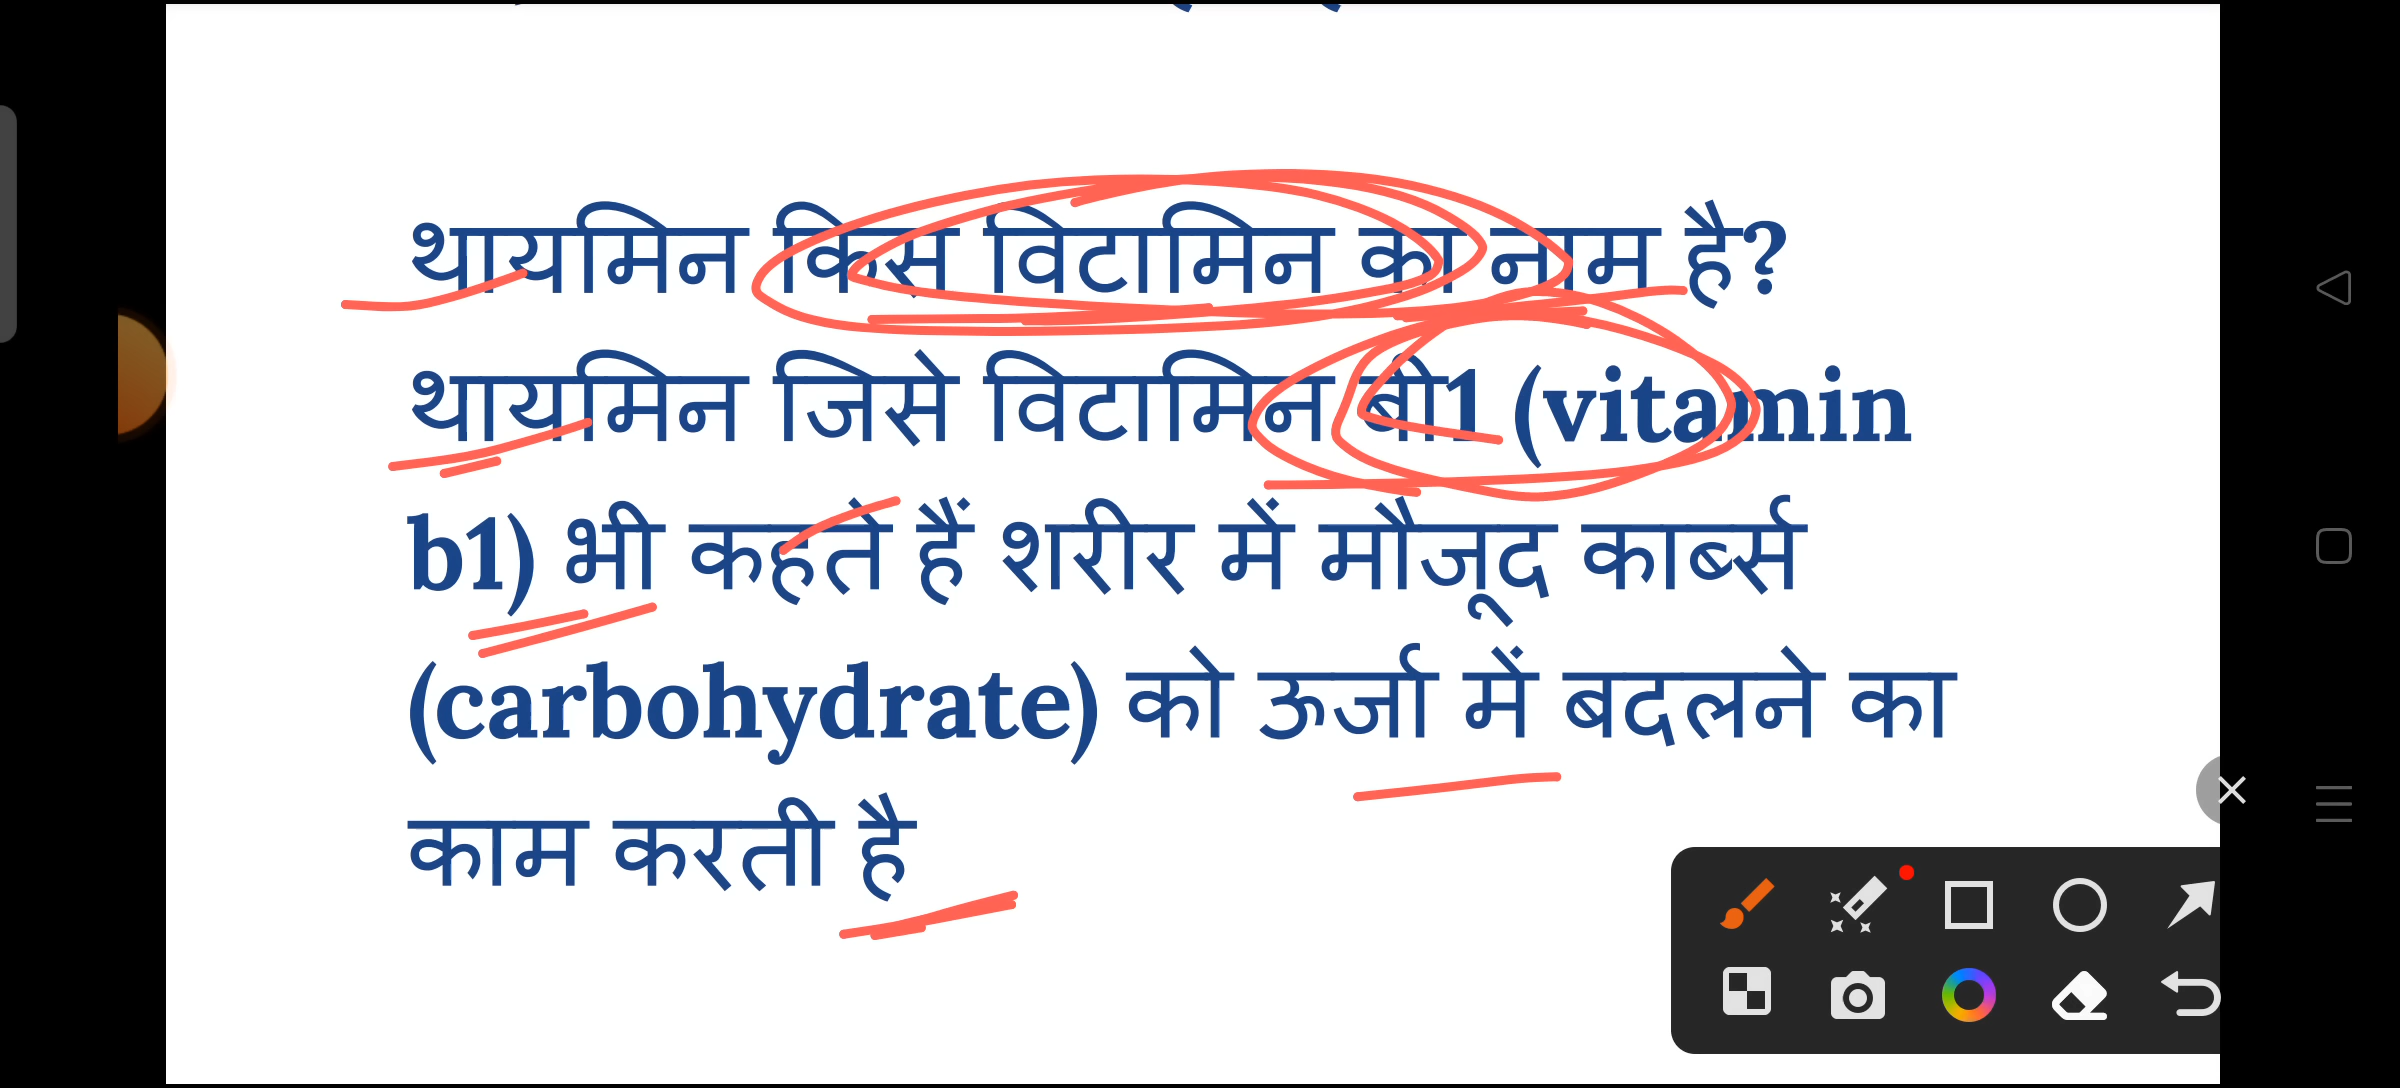 थायमिन किस विटामिन का नाम है?
थायमिन जिसे विटामिन बी1 (vitamin
b1) भी कहते हैं शरीर में मौजूद कार्ब्स
(carbohydrate) को ऊर्जा में बदलने का
काम करती है